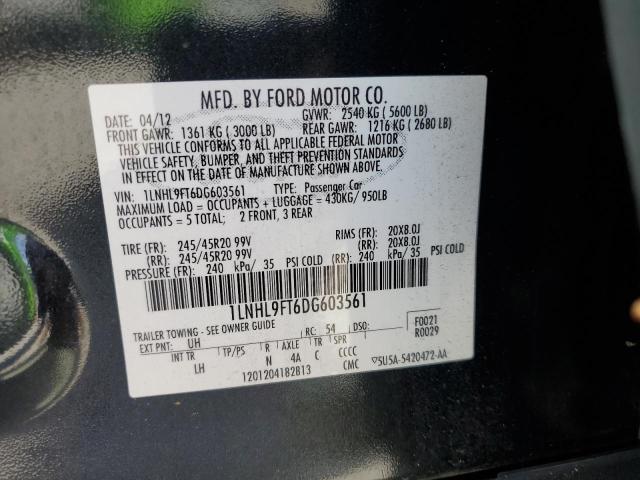 MFD. BY FORD MOTOR CO.
DATE: 04/12 GVWR: 2540 KG ( 5600 LB)
FRONT GAWR: 1361 KG ( 3000 LB) REAR GAWR: 1216 KG ( 2680 LB)
THIS VEHICLE CONFORMS TO ALL APPLICABLE FEDERAL MOTOR
VEHICLE SAFETY, BUMPER, AND THEFT PREVENTION STANDARDS
IN EFFECT ON THE DATE OF MANUFACTURE SHOWN ABOVE.
VIN: 1LNHL9FT6DG603561 TYPE: Passenger Car
MAXIMUM LOAD = OCCUPANTS + LUGGAGE = 430KG/ 950LB
OCCUPANTS = 5 TOTAL; 2 FRONT, 3 REAR
TIRE (FR): 245/45R20 99V RIMS (FR): 20X8.0J
(RR): 245/45R20 99V (RR): 20X8.0J
PRESSURE (FR): 240 kPa/ 35 PSI COLD (RR): 240 kPa/ 35 PSI COLD
1LNHL9FT6DG603561
TRAILER TOWING - SEE OWNER GUIDE RC: 54 DSO: F0021
EXT PNT: UH R0029
INT TR TP/PS R AXLE TR SPR
LH N 4A C CCCC
1201204182813 CMC 5U5A-5420472-AA